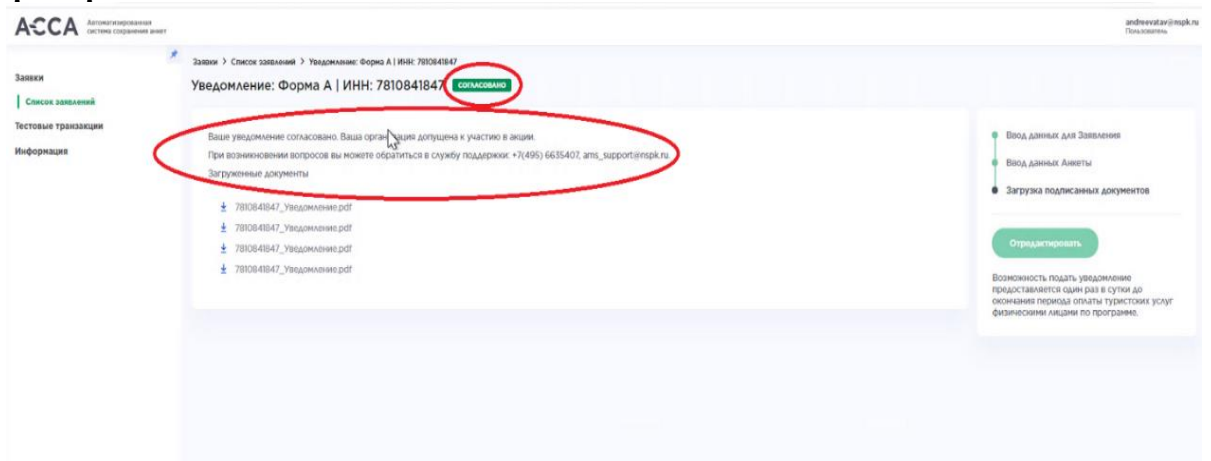 АССА
Автоматизированная
система сохранения анкет
andreevatav@nspk.ru
Пользователь
Заявки
Список заявлений
Тестовые транзакции
Информация
Заявки > Список заявлений > Уведомление: Форма А | ИНН: 7810841847
Уведомление: Форма А | ИНН: 7810841847 СОГЛАСОВАНО
Ваше уведомление согласовано. Ваша организация допущена к участию в акции.
При возникновении вопросов вы можете обратиться в службу поддержки: +7(495) 6635407, ams_support@nspk.ru.
Загруженные документы
7810841847_Уведомление.pdf
7810841847_Уведомление.pdf
7810841847_Уведомление.pdf
7810841847_Уведомление.pdf
Ввод данных для Заявления
Ввод данных Анкеты
Загрузка подписанных документов
Отредактировать
Возможность подать уведомление
предоставляется один раз в сутки до
окончания периода оплаты туристских услуг
физическими лицами по программе.